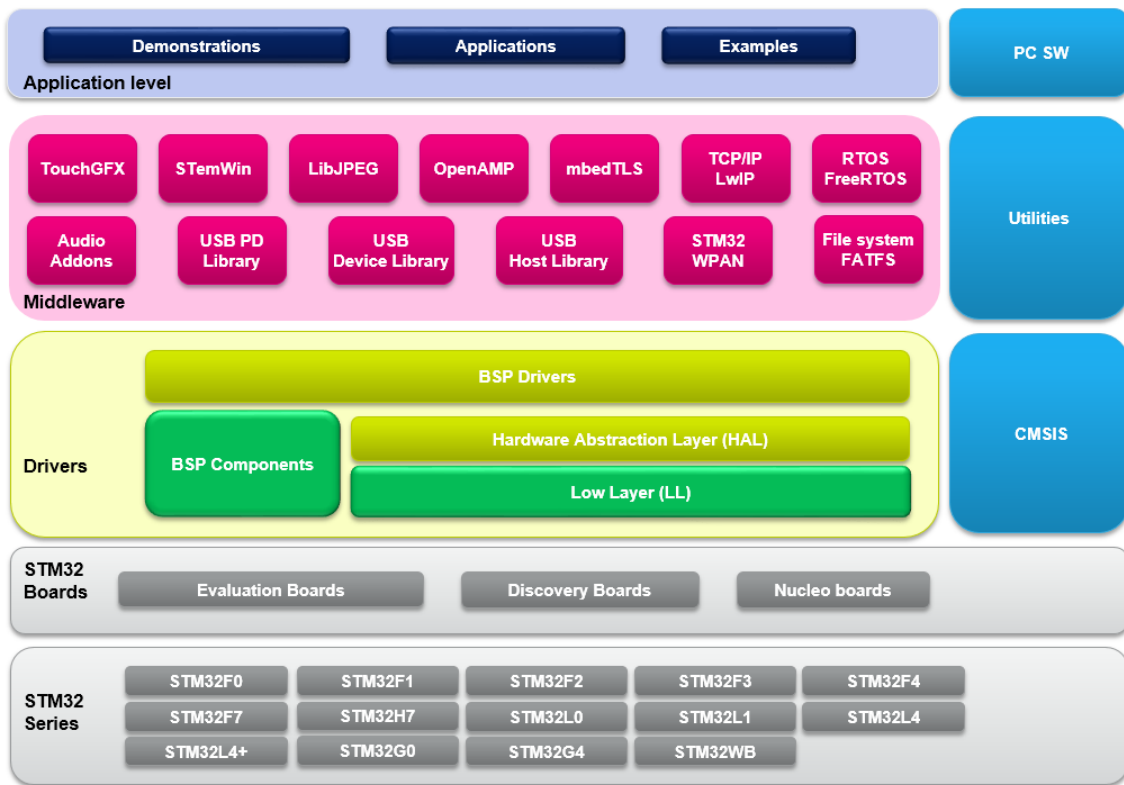 Demonstrations
Applications
Examples
Application level
PC SW
TouchGFX
STemWin
LibJPEG
OpenAMP
mbedTLS
TCP/IP
LwIP
RTOS
FreeRTOS
Audio
Addons
USB PD
Library
USB
Device Library
USB
Host Library
STM32
WPAN
File system
FATFS
Middleware
Utilities
BSP Drivers
BSP Components
Hardware Abstraction Layer (HAL)
Low Layer (LL)
Drivers
CMSIS
STM32
Boards
Evaluation Boards
Discovery Boards
Nucleo boards
STM32
Series
STM32F0
STM32F1
STM32F2
STM32F3
STM32F4
STM32F7
STM32H7
STM32L0
STM32L1
STM32L4
STM32L4+
STM32G0
STM32G4
STM32WB